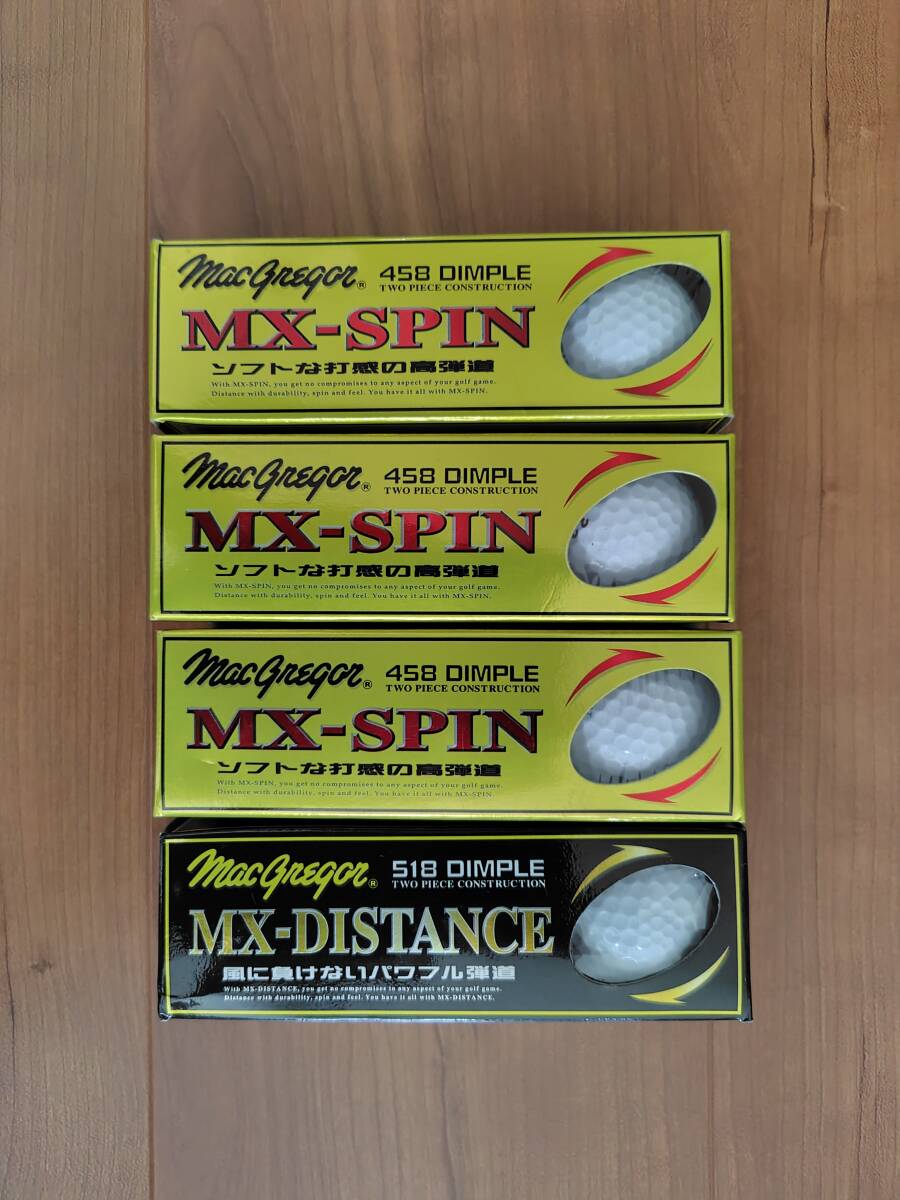 MacGregor® 458 DIMPLE
TWO PIECE CONSTRUCTION
MX-SPIN
ソフトな打感の高弾道
With MX-SPIN, you get no compromises to any aspect of your golf game.
Distance with durability, spin and feel. You have it all with MX-SPIN.
MacGregor® 458 DIMPLE
TWO PIECE CONSTRUCTION
MX-SPIN
ソフトな打感の高弾道
With MX-SPIN, you get no compromises to any aspect of your golf game.
Distance with durability, spin and feel. You have it all with MX-SPIN.
MacGregor® 458 DIMPLE
TWO PIECE CONSTRUCTION
MX-SPIN
ソフトな打感の高弾道
With MX-SPIN, you get no compromises to any aspect of your golf game.
Distance with durability, spin and feel. You have it all with MX-SPIN.
MacGregor® 518 DIMPLE
TWO PIECE CONSTRUCTION
MX-DISTANCE
風に負けないパワフル弾道
With MX-DISTANCE, you get no compromises to any aspect of your golf game.
Distance with durability, spin and feel. You have it all with MX-DISTANCE.